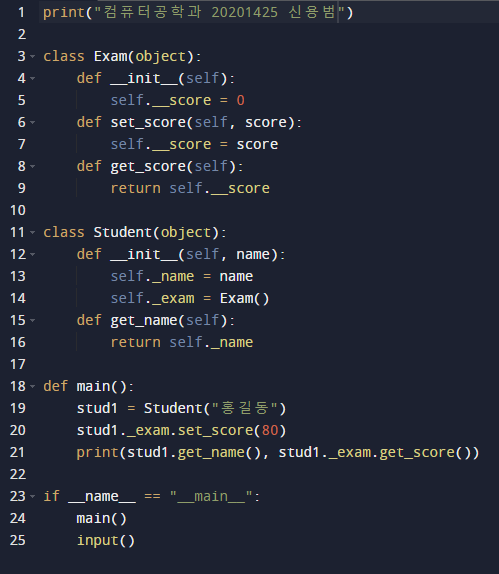 1 print("컴퓨터공학과 20201425 신용범")
2
3 class Exam(object):
4     def __init__(self):
5         self.__score = 0
6     def set_score(self, score):
7         self.__score = score
8     def get_score(self):
9         return self.__score
10
11 class Student(object):
12     def __init__(self, name):
13         self._name = name
14         self._exam = Exam()
15     def get_name(self):
16         return self._name
17
18 def main():
19     stud1 = Student("홍길동")
20     stud1._exam.set_score(80)
21     print(stud1.get_name(), stud1._exam.get_score())
22
23 if __name__ == "__main__":
24     main()
25     input()